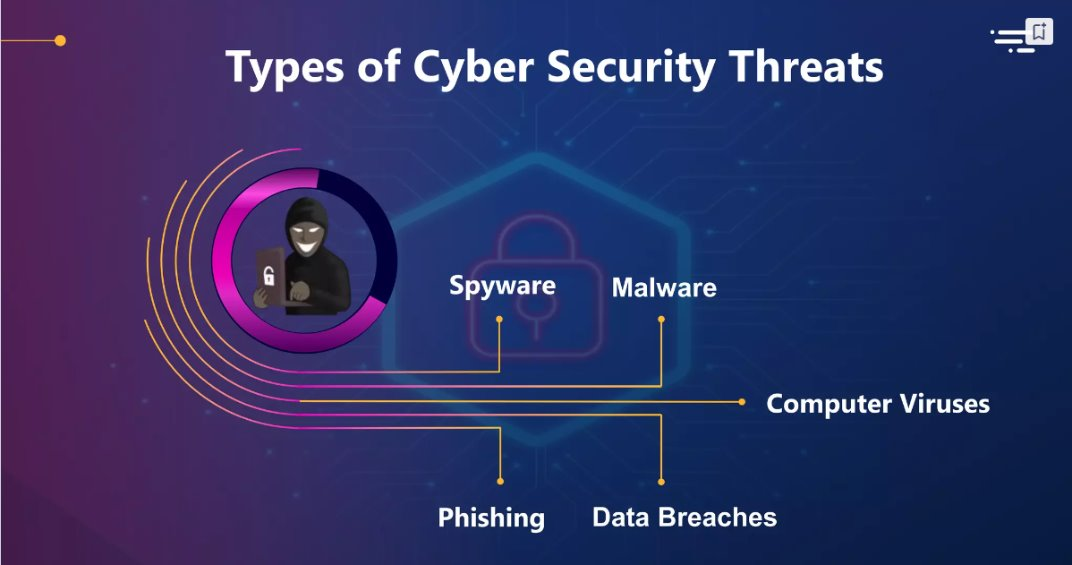 Types of Cyber Security Threats
Spyware
Malware
Computer Viruses
Phishing
Data Breaches